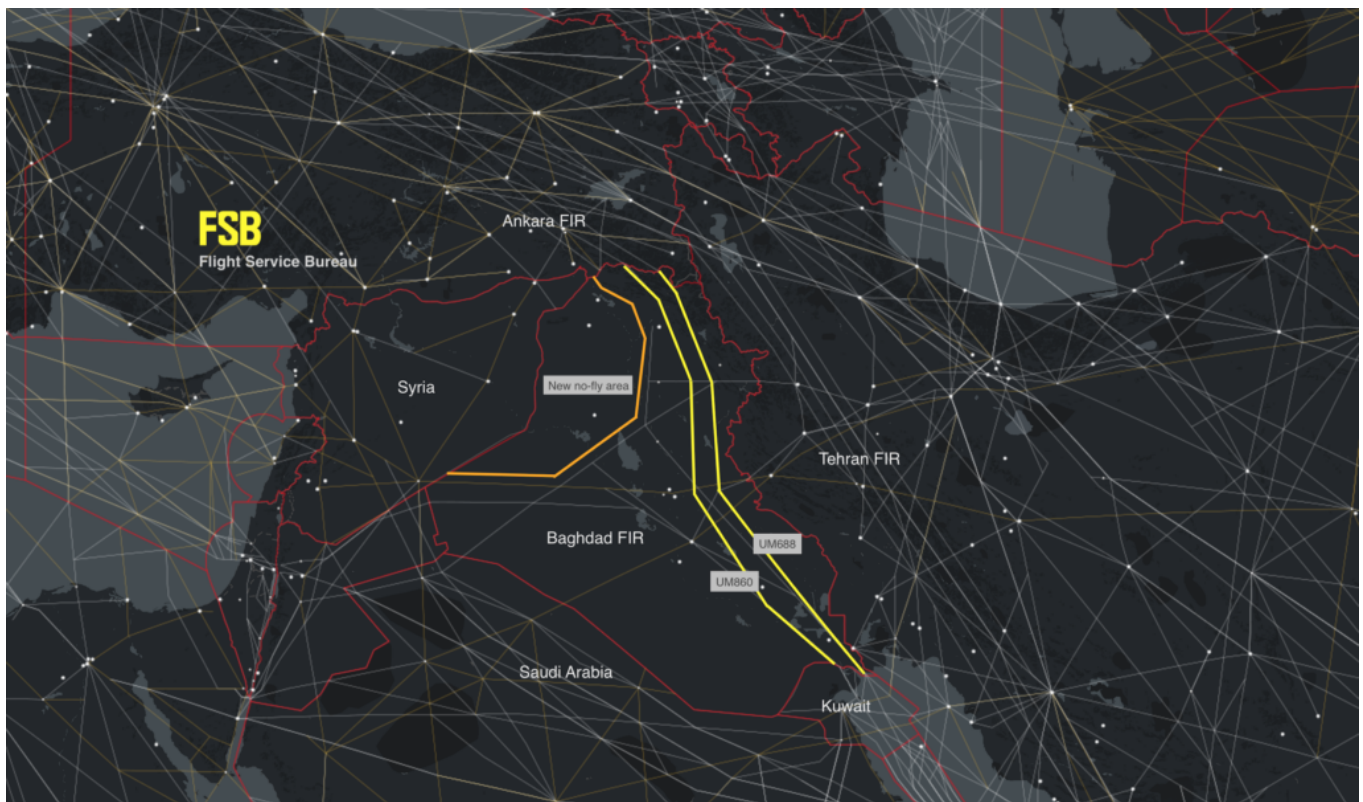 Ankara FIR
FSB
Flight Service Bureau
Syria
New no-fly area
Tehran FIR
Baghdad FIR
UM688
UM860
Saudi Arabia
Kuwait